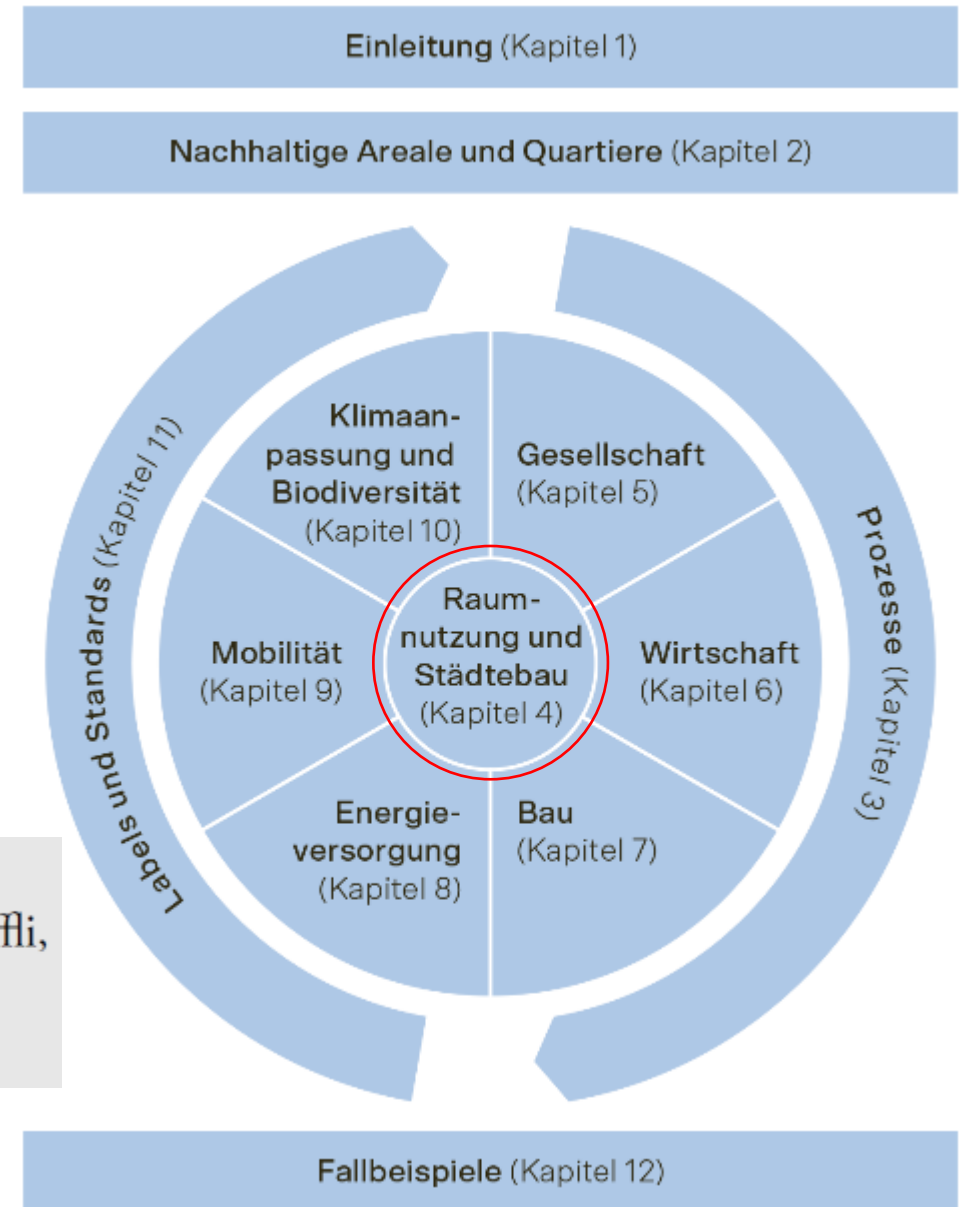 Einleitung (Kapitel 1)
Nachhaltige Areale und Quartiere (Kapitel 2)
Labels und Standards (Kapitel 11)
Prozesse (Kapitel 3)
Klimaan-
passung und
Biodiversität
(Kapitel 10)
Gesellschaft
(Kapitel 5)
Raum-
nutzung und
Städtebau
(Kapitel 4)
Mobilität
(Kapitel 9)
Wirtschaft
(Kapitel 6)
Energie-
versorgung
(Kapitel 8)
Bau
(Kapitel 7)
Fallbeispiele (Kapitel 12)